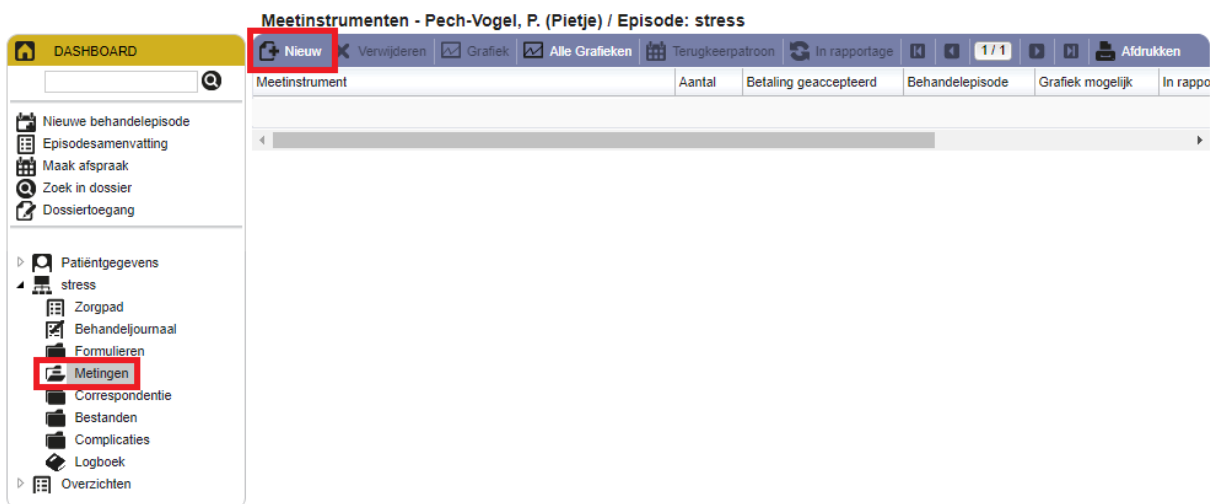 Meetinstrumenten - Pech-Vogel, P. (Pietje) / Episode: stress
DASHBOARD
Nieuw Verwijderen Grafiek Alle Grafieken Terugkeerpatroon In rapportage 1 / 1 Afdrukken
Meetinstrument Aantal Betaling geaccepteerd Behandelepisode Grafiek mogelijk In rappo
Nieuwe behandelepisode
Episodesamenvatting
Maak afspraak
Zoek in dossier
Dossiertoegang
Patiëntgegevens
stress
Zorgpad
Behandeljournaal
Formulieren
Metingen
Correspondentie
Bestanden
Complicaties
Logboek
Overzichten